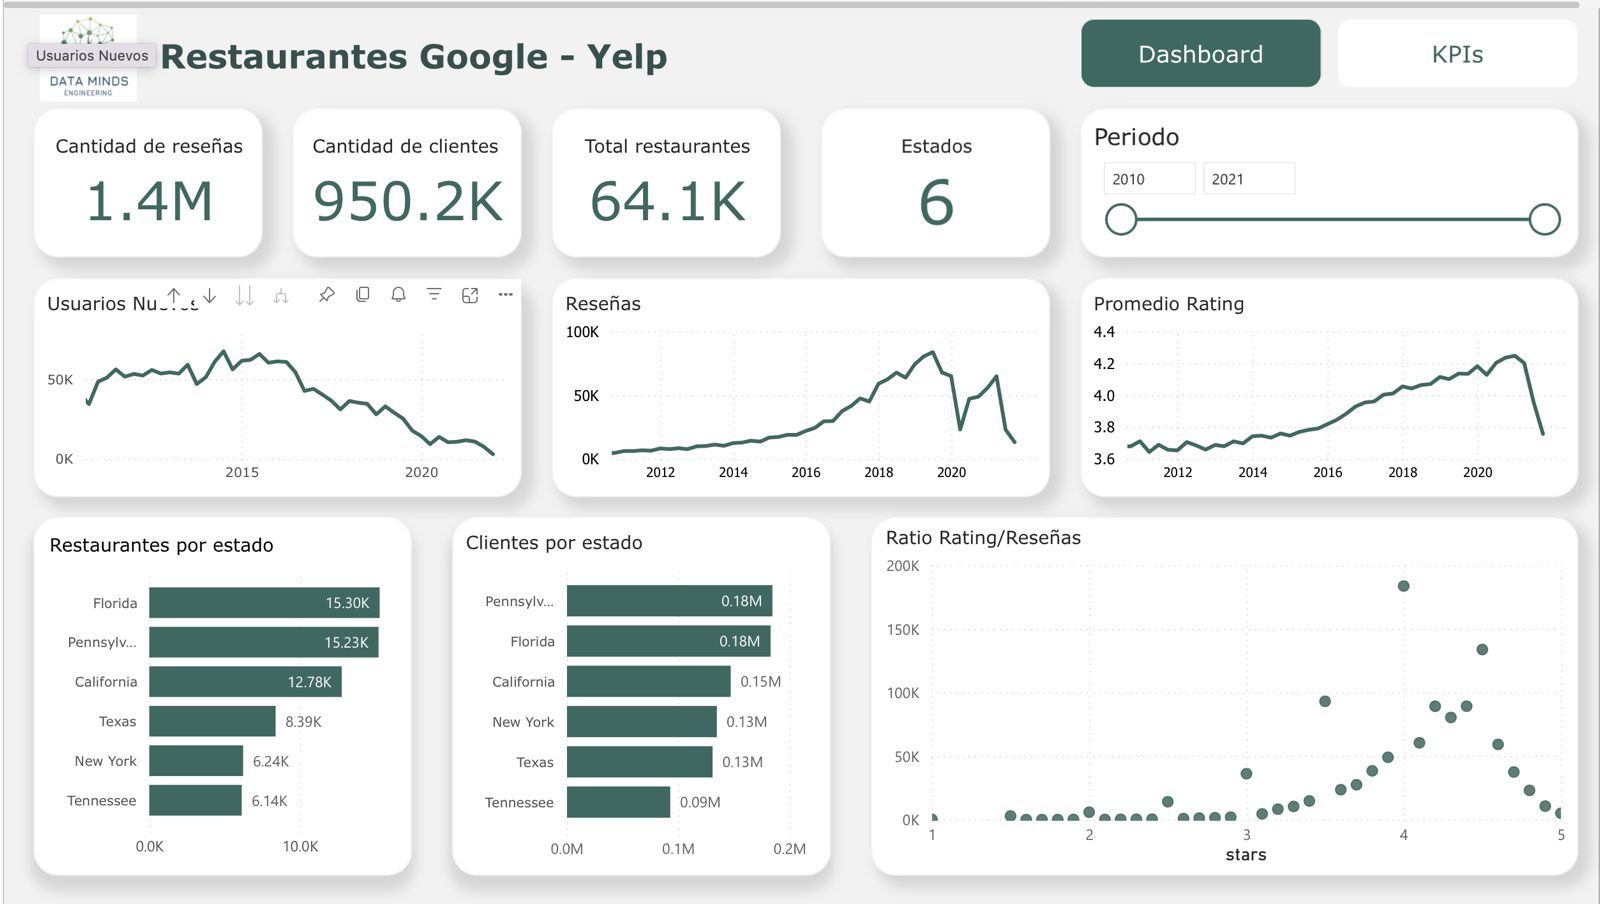 Usuarios Nuevos
DATA MINDS
ENGINEERING
Restaurantes Google - Yelp
Dashboard
KPIs
Cantidad de reseñas
1.4M
Cantidad de clientes
950.2K
Total restaurantes
64.1K
Estados
6
Periodo
2010
2021
Usuarios Nuevos
50K
0K
2015
2020
Reseñas
100K
50K
0K
2012
2014
2016
2018
2020
Promedio Rating
4.4
4.2
4.0
3.8
3.6
2012
2014
2016
2018
2020
Restaurantes por estado
Florida
15.30K
Pennsylv...
15.23K
California
12.78K
Texas
8.39K
New York
6.24K
Tennessee
6.14K
0.0K
10.0K
Clientes por estado
Pennsylv...
0.18M
Florida
0.18M
California
0.15M
New York
0.13M
Texas
0.13M
Tennessee
0.09M
0.0M
0.1M
0.2M
Ratio Rating/Reseñas
200K
150K
100K
50K
0K
1
2
3
4
5
stars